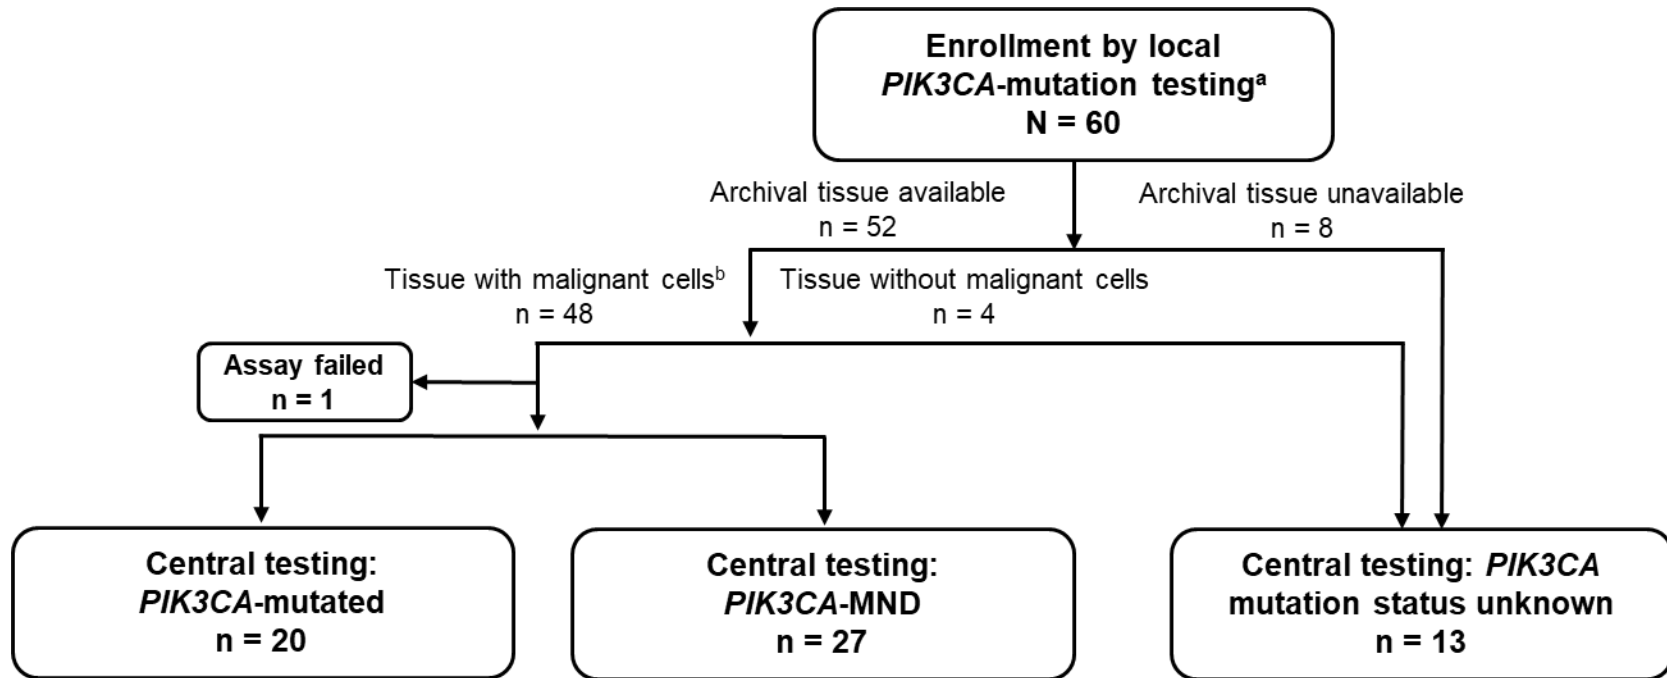 Enrollment by local
PIK3CA-mutation testingᵃ
N = 60
Archival tissue available
n = 52
Archival tissue unavailable
n = 8
Tissue with malignant cellsᵇ
n = 48
Tissue without malignant cells
n = 4
Assay failed
n = 1
Central testing:
PIK3CA-mutated
n = 20
Central testing:
PIK3CA-MND
n = 27
Central testing: PIK3CA
mutation status unknown
n = 13